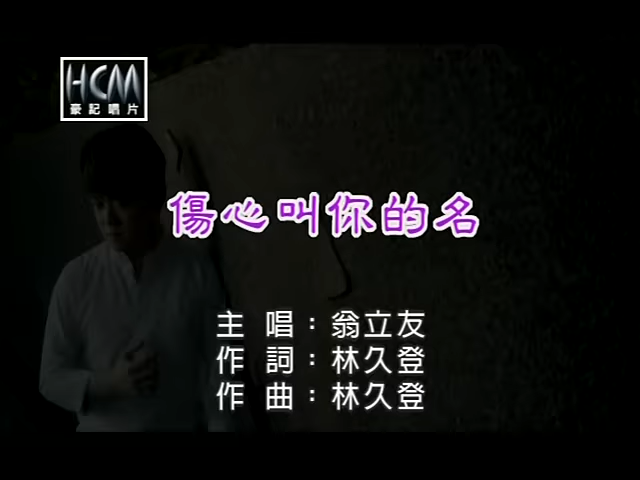 HCM
豪記唱片
傷心叫你的名
主 唱：翁立友
作 詞：林久登
作 曲：林久登